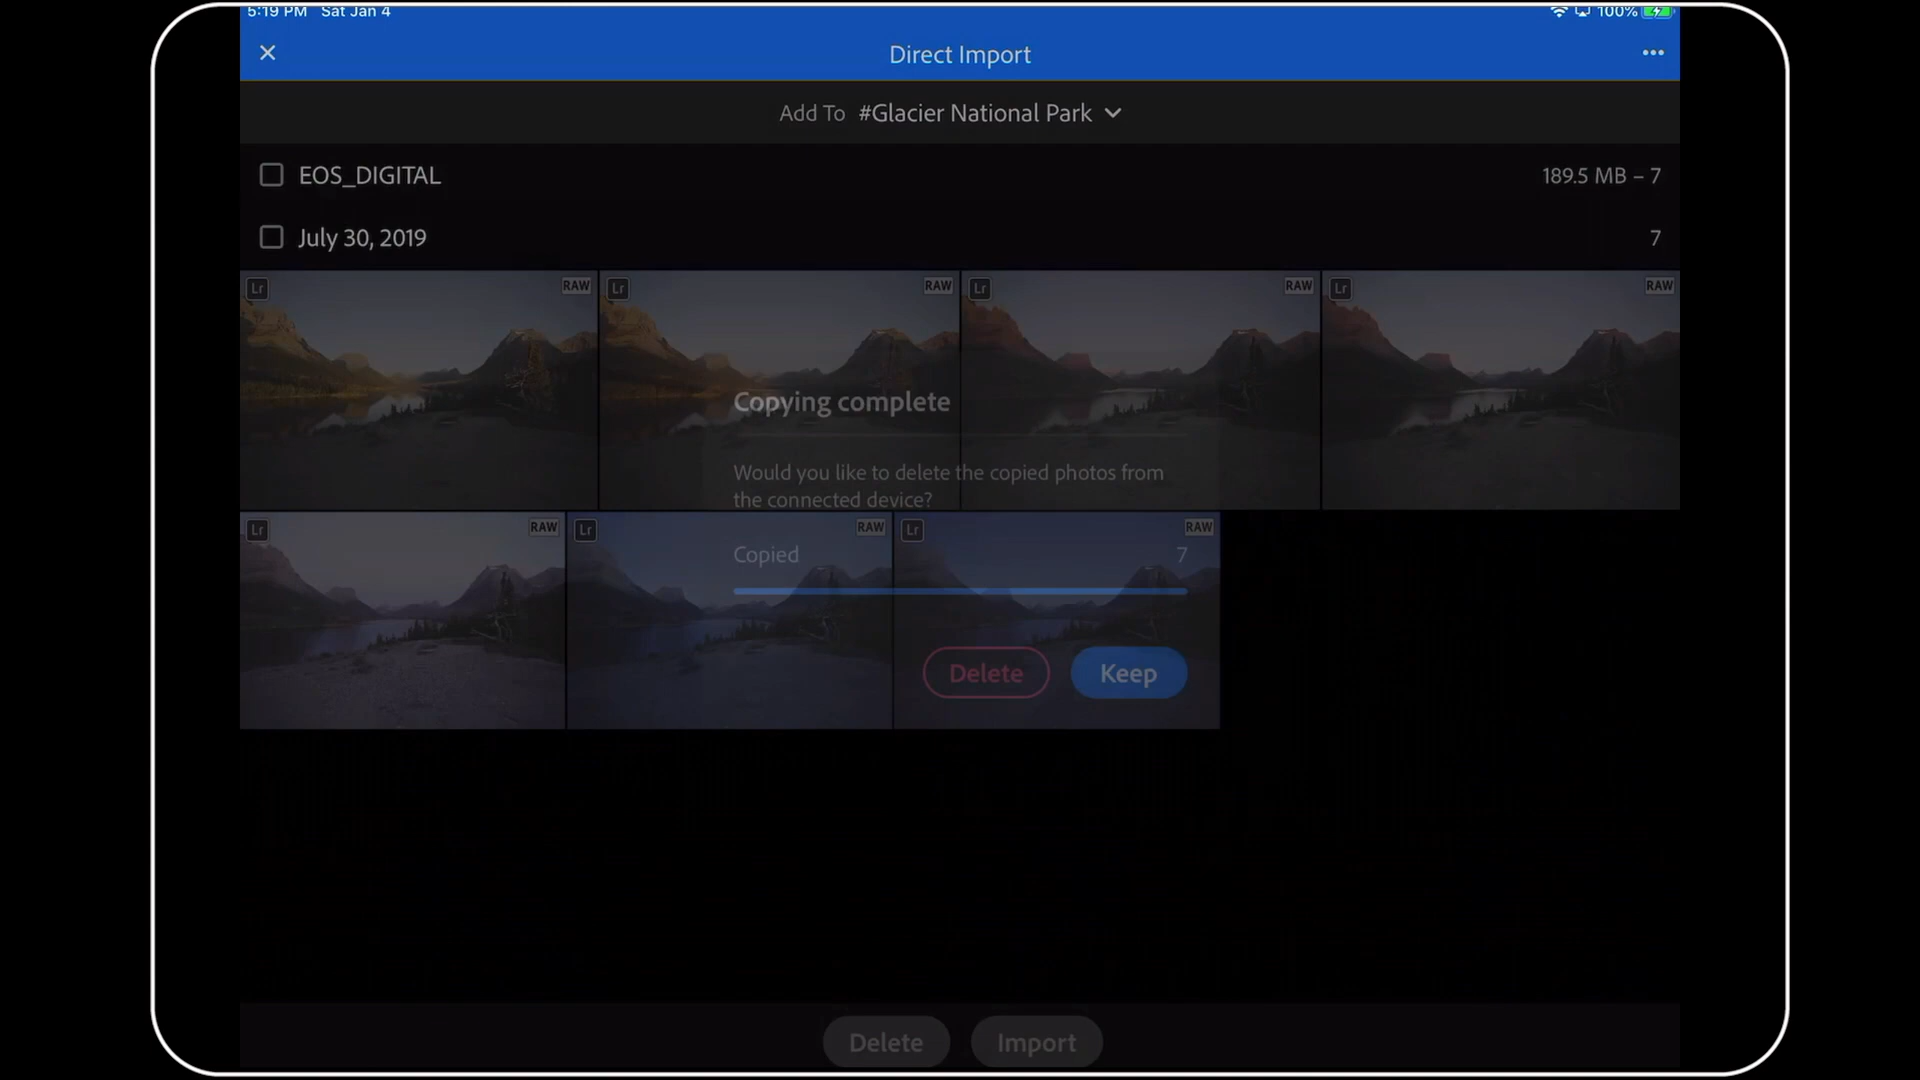 5:19 PM Sat Jan 4 100%
Direct Import
Add To #Glacier National Park
EOS_DIGITAL 189.5 MB – 7
July 30, 2019 7
Lr RAW Lr RAW Lr RAW Lr RAW
Copying complete
Would you like to delete the copied photos from
the connected device?
Lr RAW Lr RAW Lr RAW
Copied 7
Delete Keep
Delete Import